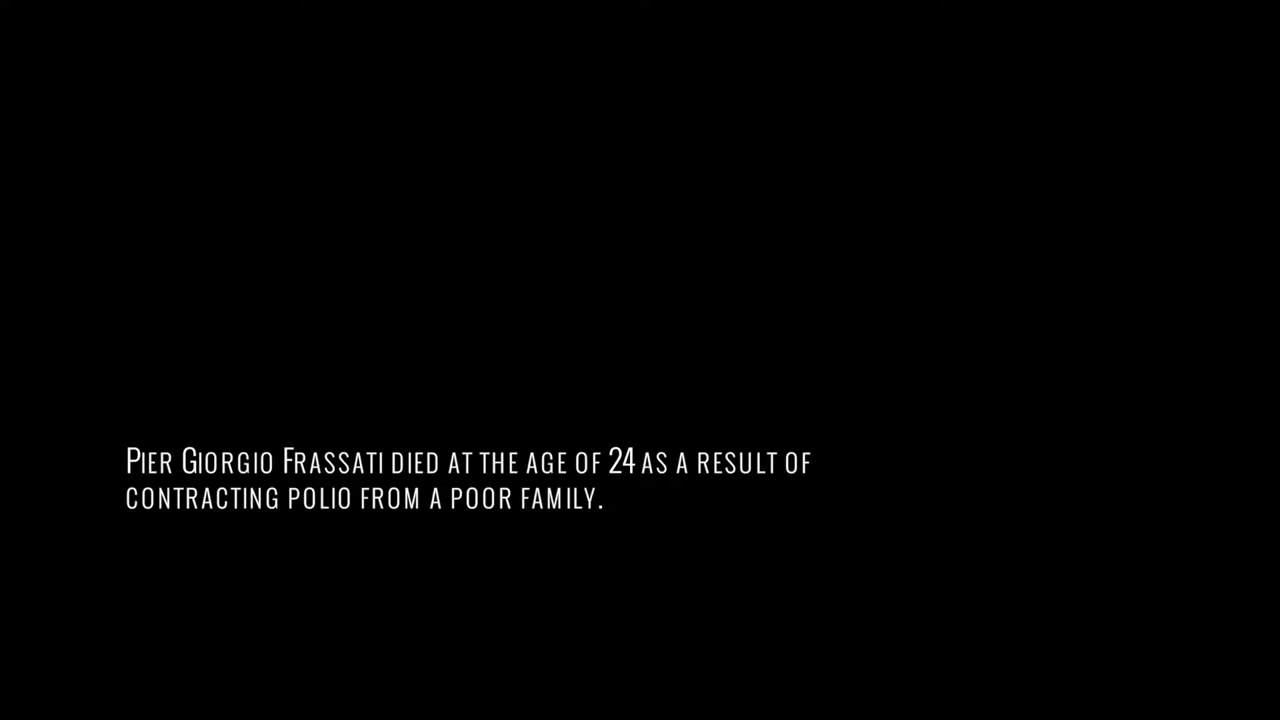 Pier Giorgio Frassati died at the age of 24 as a result of
contracting polio from a poor family.